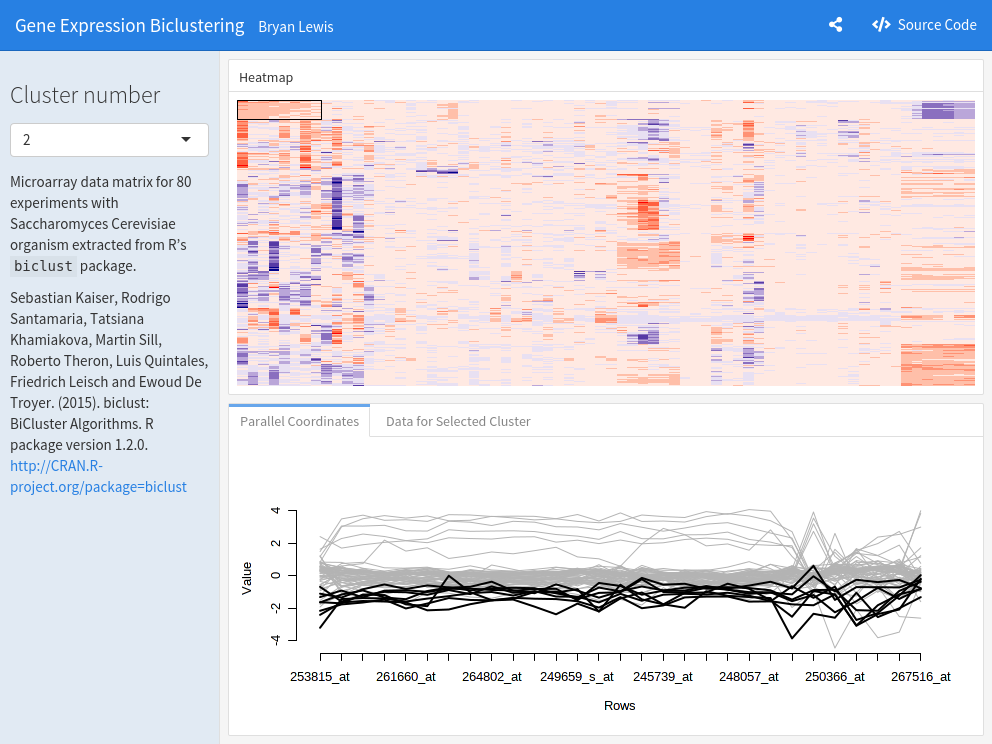 Gene Expression Biclustering Bryan Lewis Source Code
Cluster number
2
Microarray data matrix for 80
experiments with
Saccharomyces Cerevisiae
organism extracted from R's
biclust package.
Sebastian Kaiser, Rodrigo
Santamaria, Tatsiana
Khamiakova, Martin Sill,
Roberto Theron, Luis Quintales,
Friedrich Leisch and Ewoud De
Troyer. (2015). biclust:
BiCluster Algorithms. R
package version 1.2.0.
http://CRAN.R-
project.org/package=biclust
Heatmap
Parallel Coordinates Data for Selected Cluster
Value
4
2
0
-2
-4
253815_at 261660_at 264802_at 249659_s_at 245739_at 248057_at 250366_at 267516_at
Rows